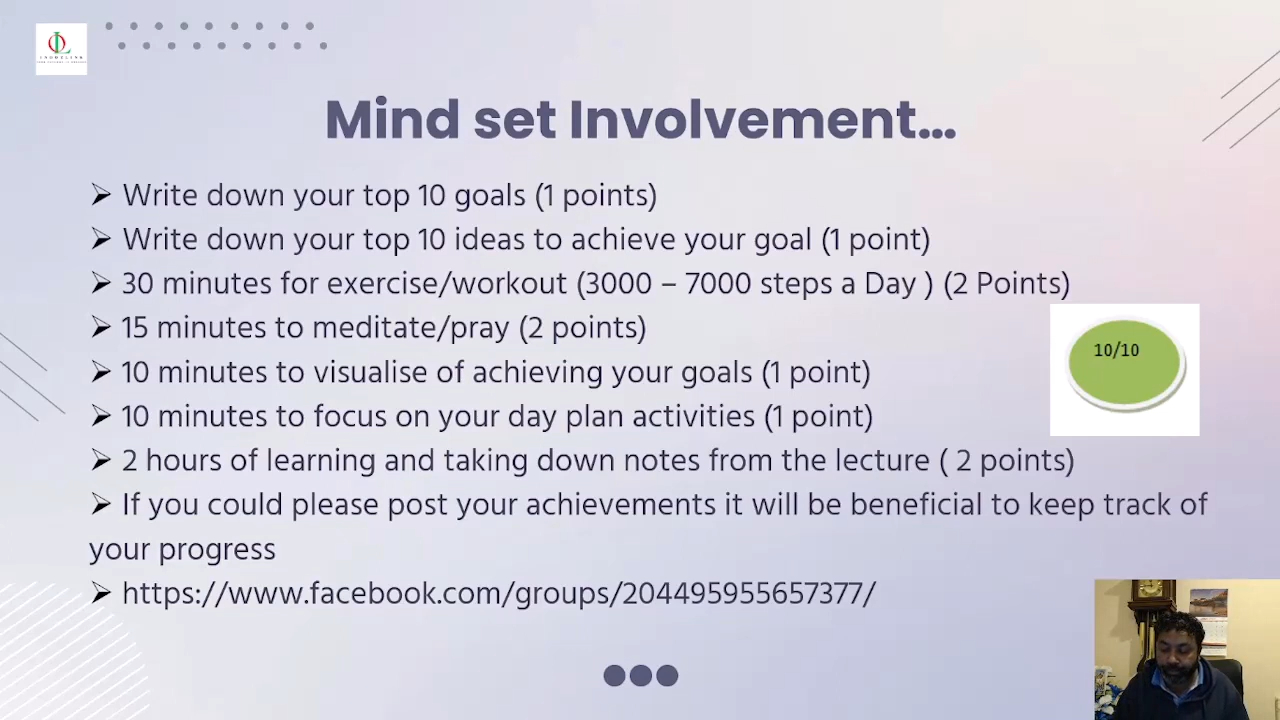 INDOELINK
Mind set Involvement...
➢ Write down your top 10 goals (1 points)
➢ Write down your top 10 ideas to achieve your goal (1 point)
➢ 30 minutes for exercise/workout (3000 – 7000 steps a Day ) (2 Points)
➢ 15 minutes to meditate/pray (2 points)
10/10
➢ 10 minutes to visualise of achieving your goals (1 point)
➢ 10 minutes to focus on your day plan activities (1 point)
➢ 2 hours of learning and taking down notes from the lecture ( 2 points)
➢ If you could please post your achievements it will be beneficial to keep track of
your progress
➢ https://www.facebook.com/groups/204495955657377/